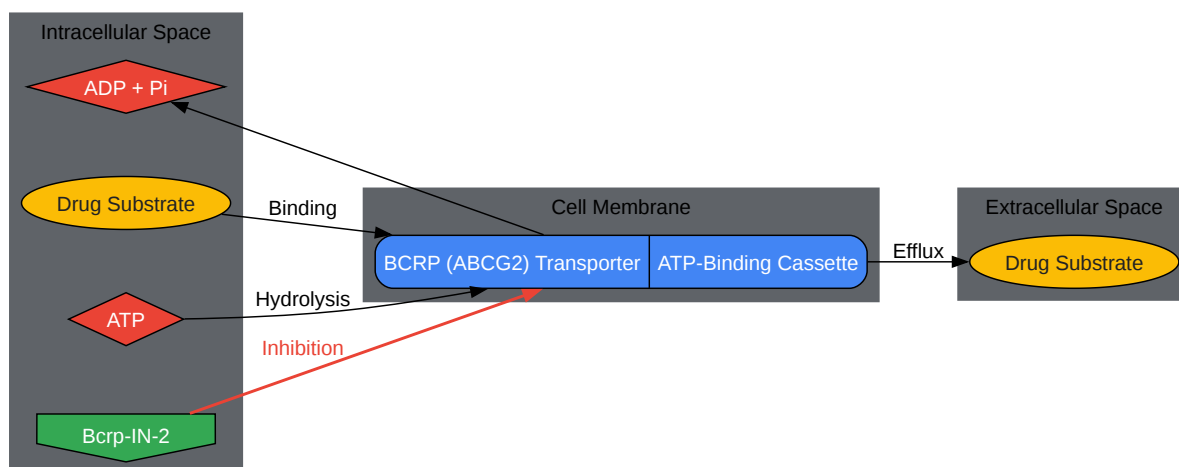 Intracellular Space
ADP + Pi
Drug Substrate
ATP
Bcrp-IN-2
Binding
Hydrolysis
Inhibition
Cell Membrane
BCRP (ABCG2) Transporter
ATP-Binding Cassette
Efflux
Extracellular Space
Drug Substrate